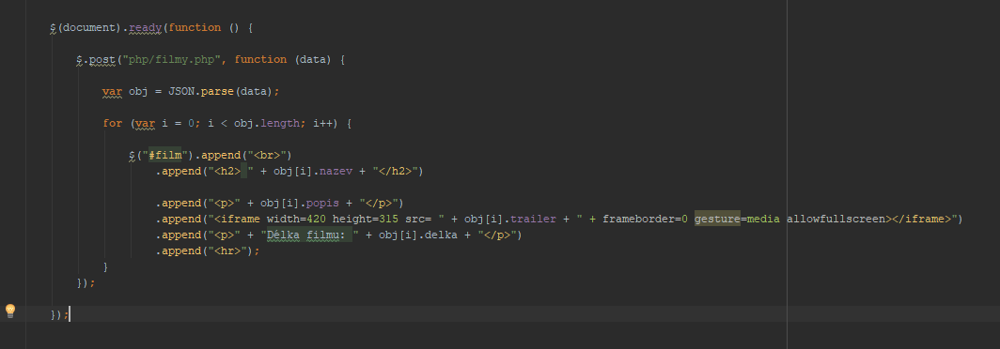 $(document).ready(function () {
$.post("php/filmy.php", function (data) {
var obj = JSON.parse(data);
for (var i = 0; i < obj.length; i++) {
$("#film").append("<br>")
.append("<h2> " + obj[i].nazev + "</h2>")
.append("<p>" + obj[i].popis + "</p>")
.append("<iframe width=420 height=315 src= " + obj[i].trailer + " + frameborder=0 gesture=media allowfullscreen></iframe>")
.append("<p>" + "Délka filmu: " + obj[i].delka + "</p>")
.append("<hr>");
}
});
});